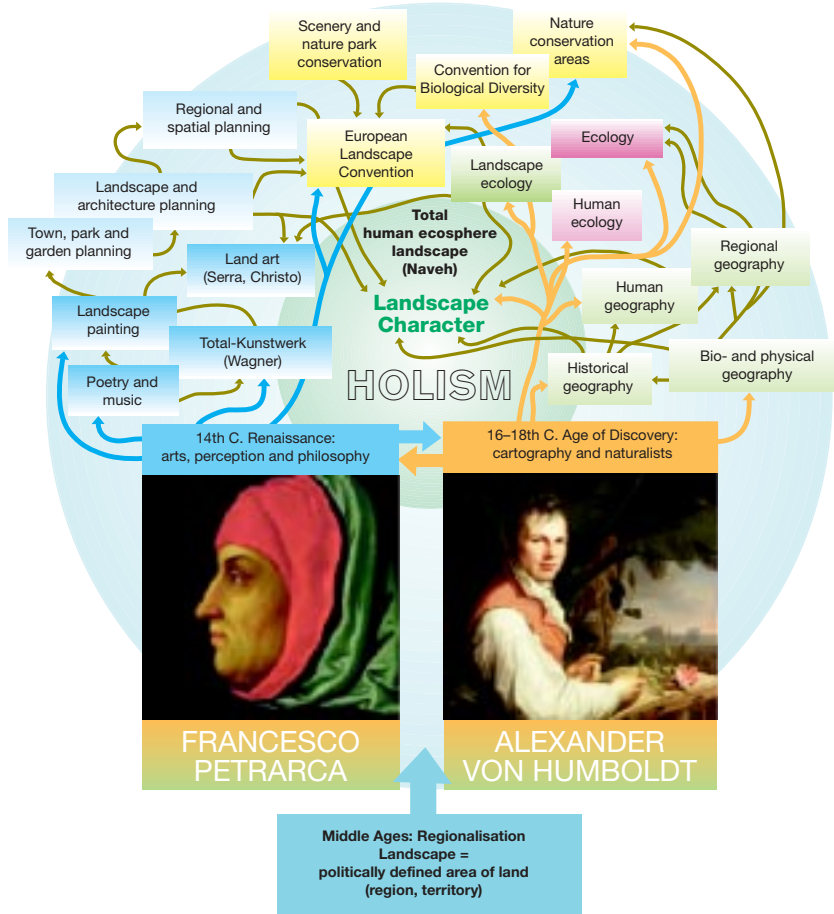 Scenery and
nature park
conservation
Nature
conservation
areas
Convention for
Biological Diversity
Regional and
spatial planning
European
Landscape
Convention
Ecology
Landscape
ecology
Landscape and
architecture planning
Human
ecology
Total
human ecosphere
landscape
(Naveh)
Town, park and
garden planning
Land art
(Serra, Christo)
Regional
geography
Human
geography
Landscape
painting
Landscape
Character
Total-Kunstwerk
(Wagner)
Historical
geography
Bio- and physical
geography
Poetry and
music
HOLISM
14th C. Renaissance:
arts, perception and philosophy
16–18th C. Age of Discovery:
cartography and naturalists
FRANCESCO
PETRARCA
ALEXANDER
VON HUMBOLDT
Middle Ages: Regionalisation
Landscape =
politically defined area of land
(region, territory)